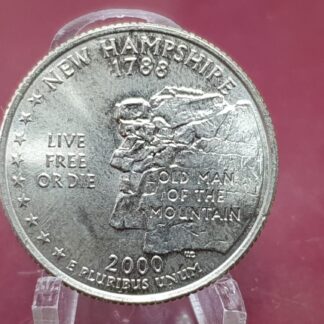 NEW HAMPSHIRE
1788
LIVE
FREE
OR DIE
OLD MAN
OF THE
MOUNTAIN
2000
E PLURIBUS UNUM